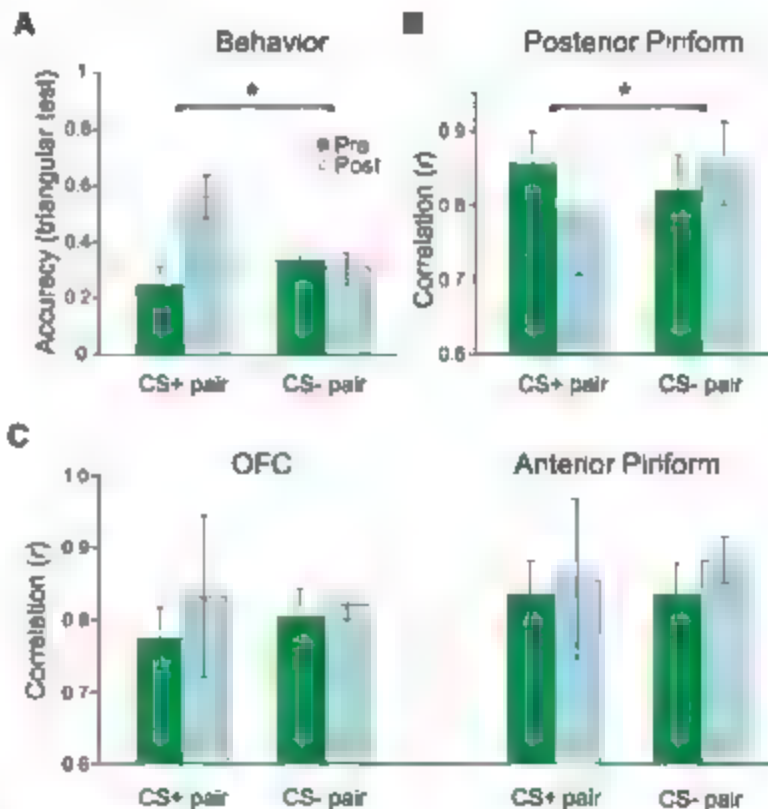 A
Behavior
Accuracy (triangular test)
1
0.8
0.6
0.4
0.2
0
*
Pre
Post
CS+ pair
CS- pair
Posterior Piriform
Correlation (r)
0.9
0.8
0.7
0.6
*
CS+ pair
CS- pair
C
OFC
Anterior Piriform
Correlation (r)
1.0
0.9
0.8
0.7
0.6
CS+ pair
CS- pair
CS+ pair
CS- pair